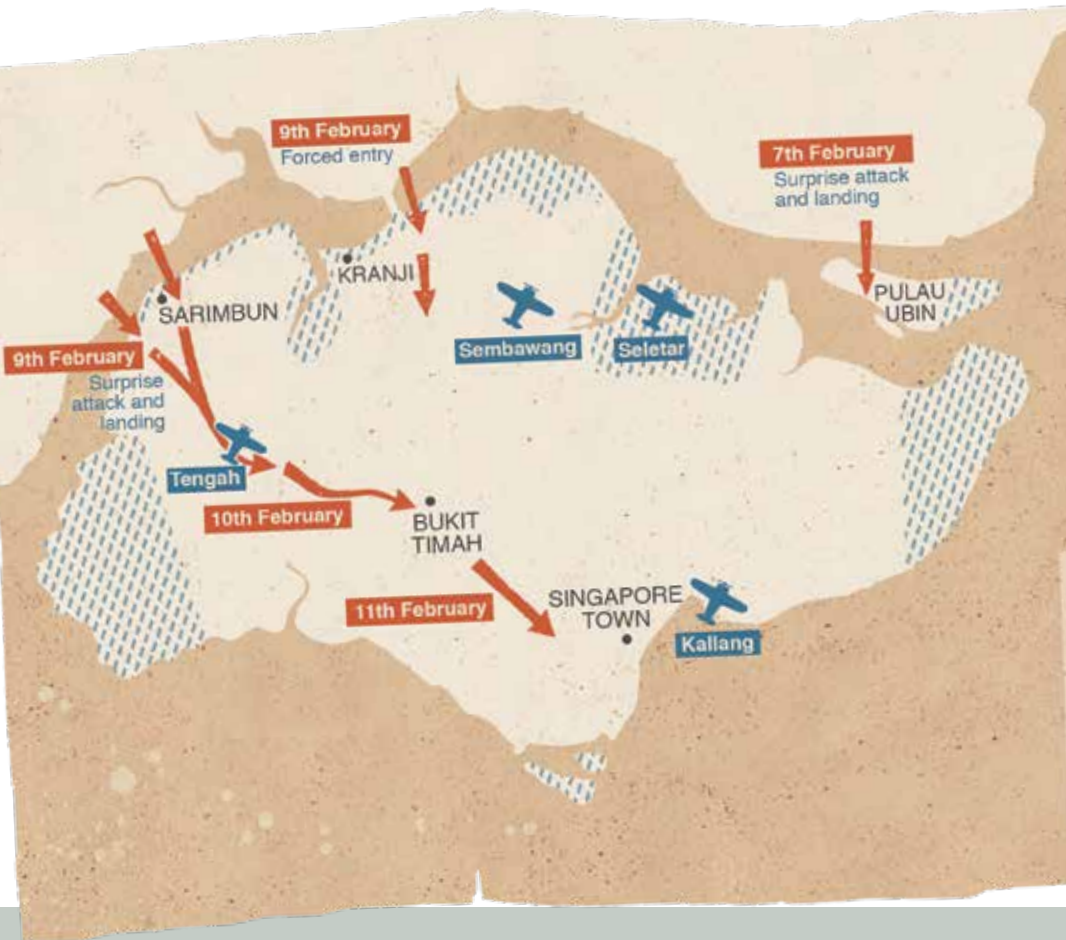 9th February
Forced entry
7th February
Surprise attack
and landing
KRANJI
PULAU
UBIN
SARIMBUN
9th February
Surprise
attack and
landing
Sembawang
Seletar
Tengah
10th February
BUKIT
TIMAH
11th February
SINGAPORE
TOWN
Kallang